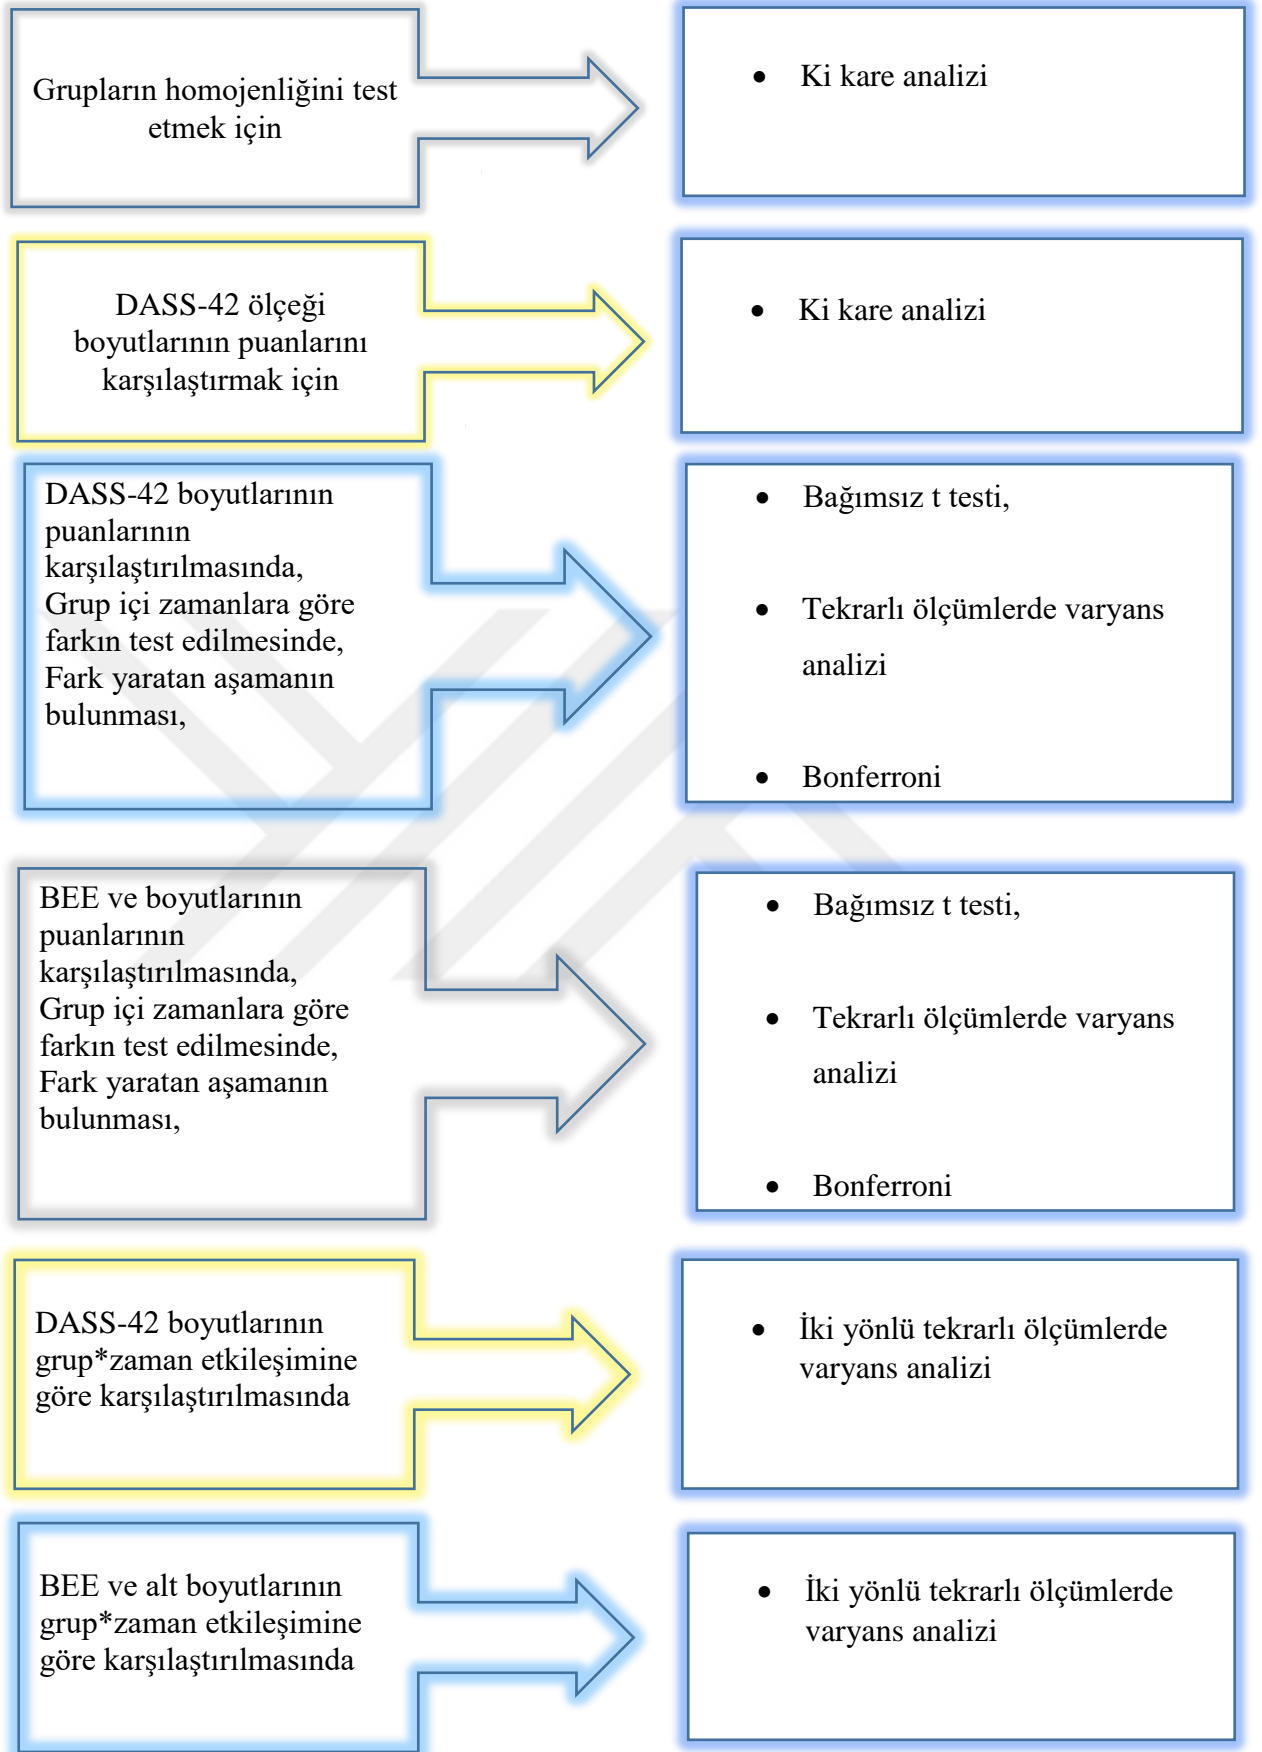 Grupların homojenliğini test
etmek için
• Ki kare analizi
DASS-42 ölçeği
boyutlarının puanlarını
karşılaştırmak için
• Ki kare analizi
DASS-42 boyutlarının
puanlarının
karşılaştırılmasında,
Grup içi zamanlara göre
farkın test edilmesinde,
Fark yaratan aşamanın
bulunması,
• Bağımsız t testi,
• Tekrarlı ölçümlerde varyans
analizi
• Bonferroni
BEE ve boyutlarının
puanlarının
karşılaştırılmasında,
Grup içi zamanlara göre
farkın test edilmesinde,
Fark yaratan aşamanın
bulunması,
• Bağımsız t testi,
• Tekrarlı ölçümlerde varyans
analizi
• Bonferroni
DASS-42 boyutlarının
grup*zaman etkileşimine
göre karşılaştırılmasında
• İki yönlü tekrarlı ölçümlerde
varyans analizi
BEE ve alt boyutlarının
grup*zaman etkileşimine
göre karşılaştırılmasında
• İki yönlü tekrarlı ölçümlerde
varyans analizi